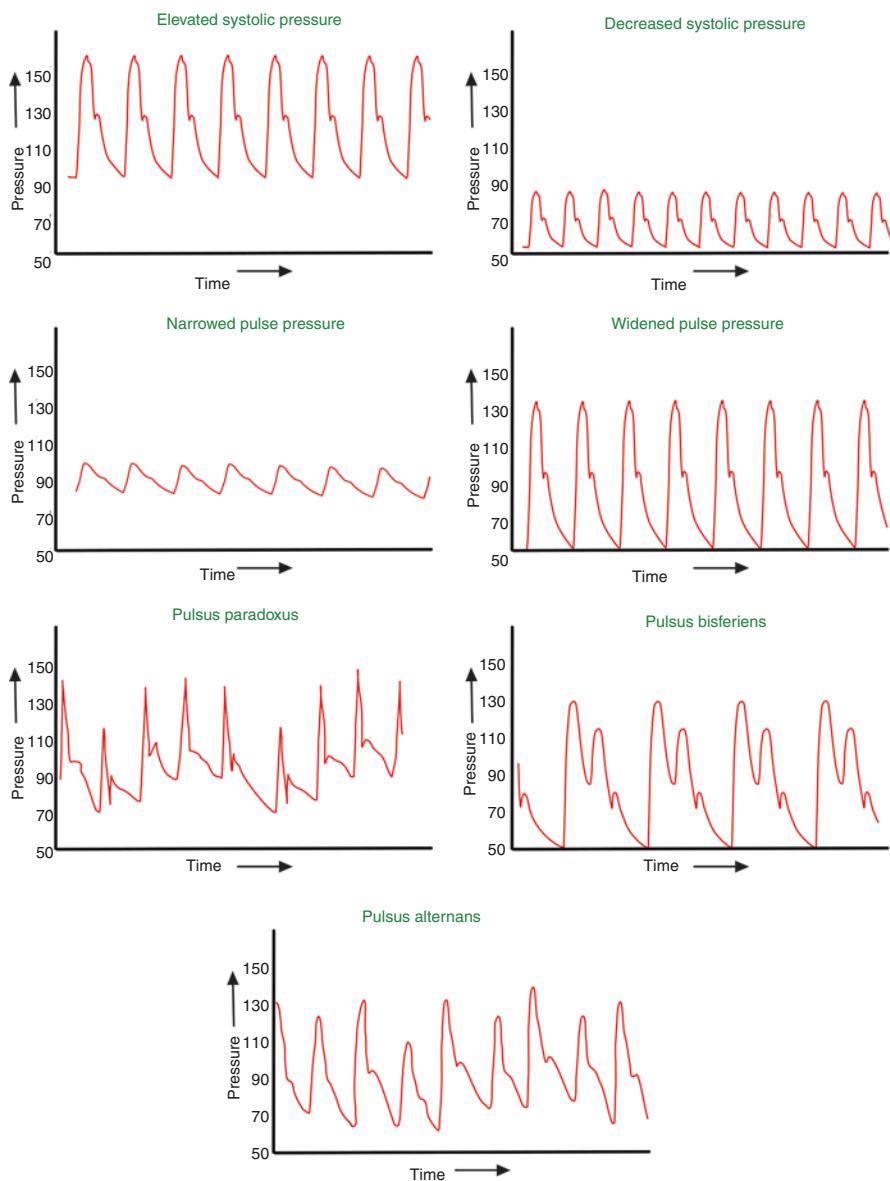 Elevated systolic pressure
150
130
110
90
70
50
Pressure
Time
Decreased systolic pressure
150
130
110
90
70
50
Pressure
Time
Narrowed pulse pressure
150
130
110
90
70
50
Pressure
Time
Widened pulse pressure
150
130
110
90
70
50
Pressure
Time
Pulsus paradoxus
150
130
110
90
70
50
Pressure
Time
Pulsus bisferiens
150
130
110
90
70
50
Pressure
Time
Pulsus alternans
150
130
110
90
70
50
Pressure
Time